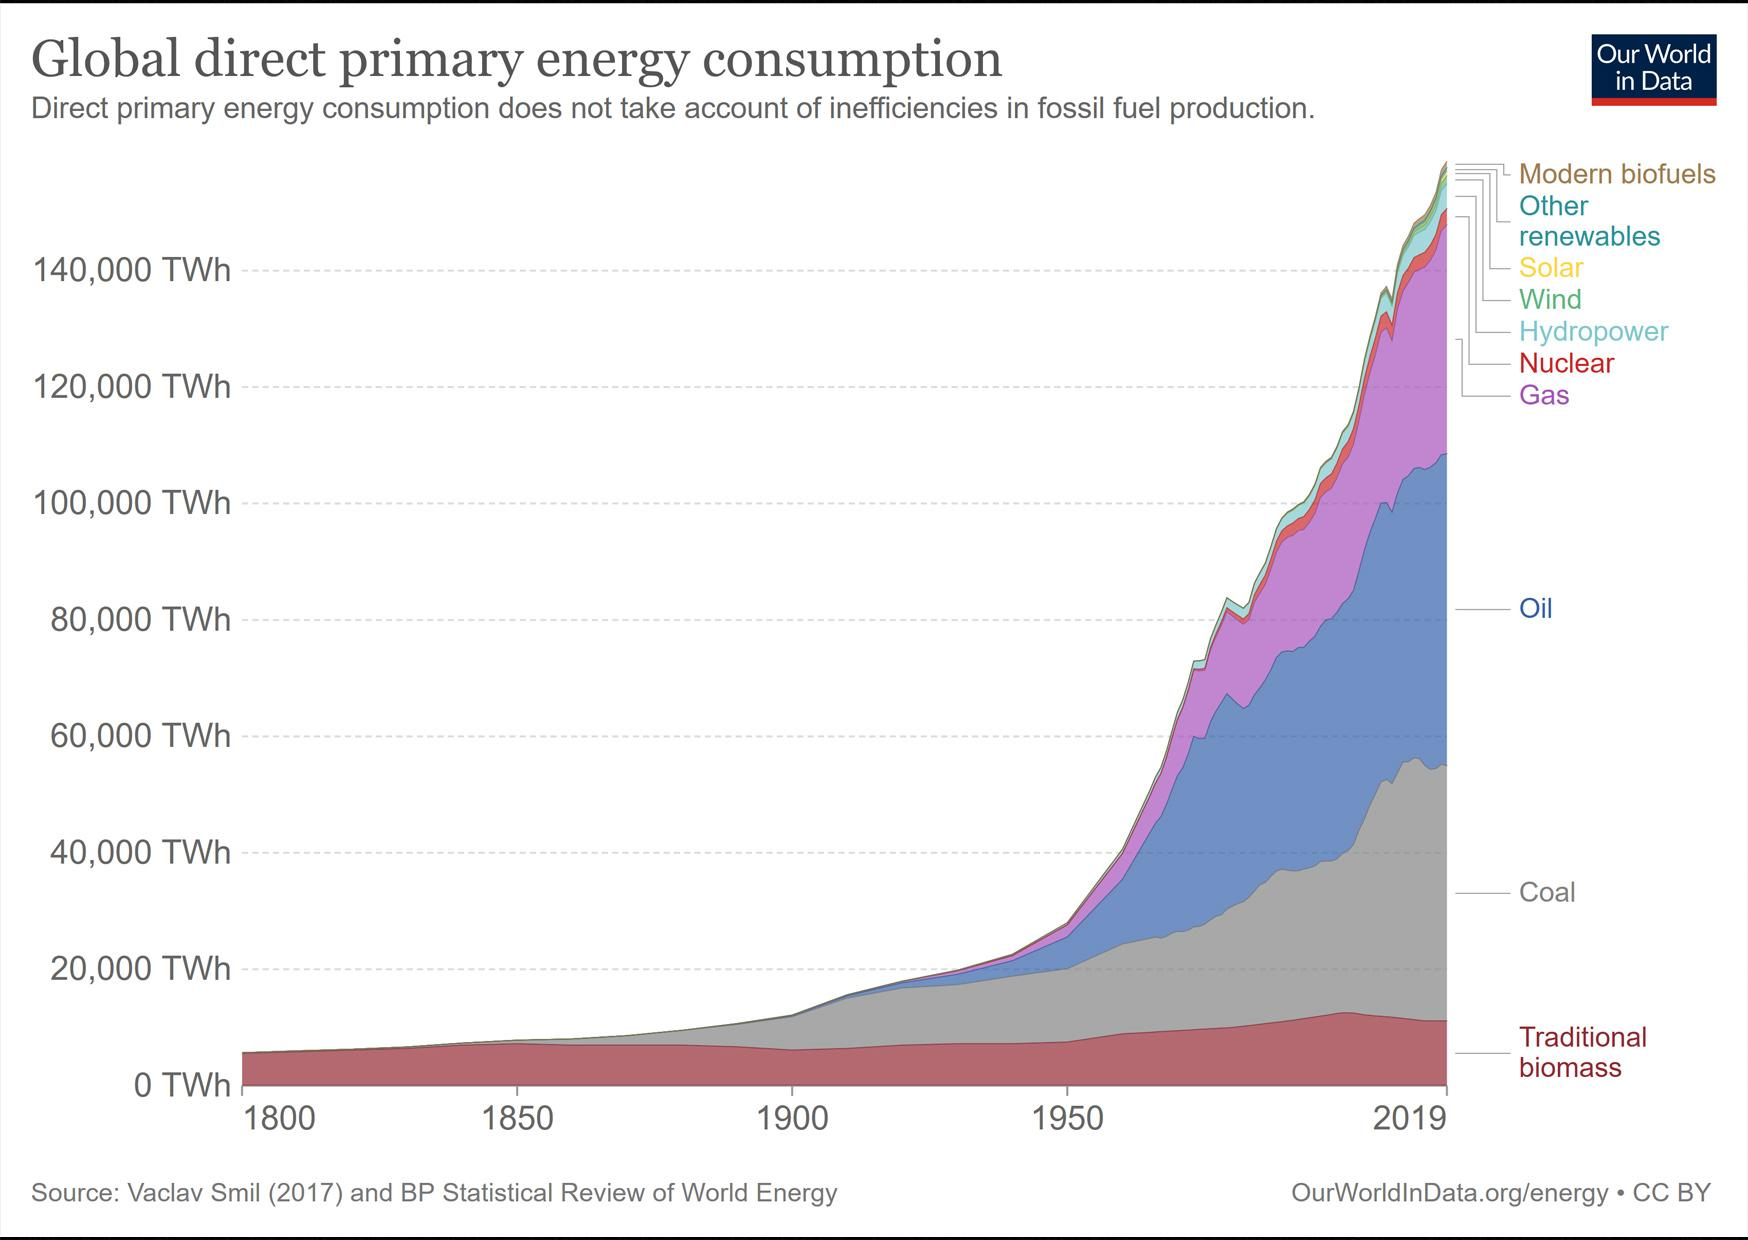 Global direct primary energy consumption
Direct primary energy consumption does not take account of inefficiencies in fossil fuel production.
Our World
in Data
Modern biofuels
Other
renewables
Solar
Wind
Hydropower
Nuclear
Gas
Oil
Coal
Traditional
biomass
140,000 TWh
120,000 TWh
100,000 TWh
80,000 TWh
60,000 TWh
40,000 TWh
20,000 TWh
0 TWh
1800
1850
1900
1950
2019
Source: Vaclav Smil (2017) and BP Statistical Review of World Energy
OurWorldInData.org/energy • CC BY